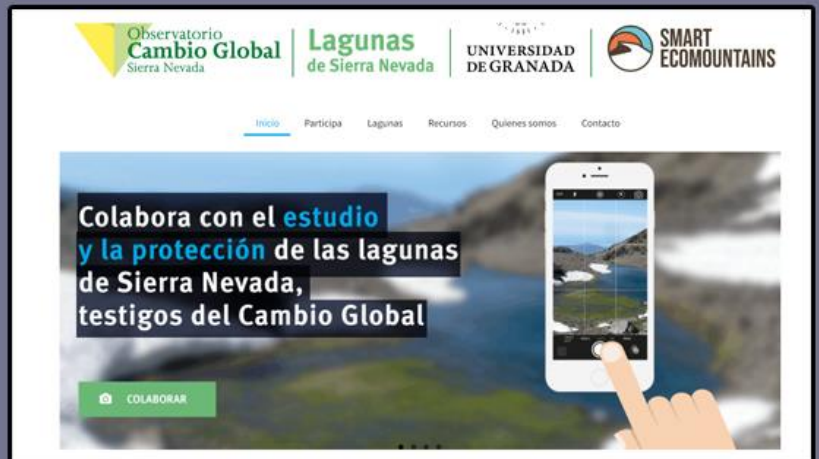 Observatorio
Cambio Global
Sierra Nevada
Lagunas
de Sierra Nevada
UNIVERSIDAD
DE GRANADA
SMART
ECOMOUNTAINS
Inicio Participa Lagunas Recursos Quienes somos Contacto
Colabora con el estudio
y la protección de las lagunas
de Sierra Nevada,
testigos del Cambio Global
COLABORAR